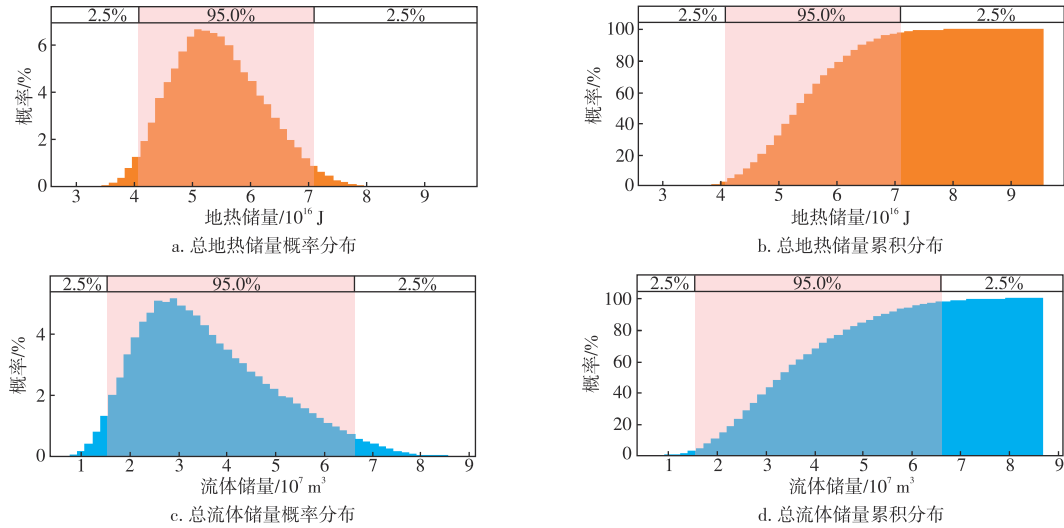 2.5% 95.0% 2.5%
6
4
2
0
概率/%
3 4 5 6 7 8 9
地热储量/10¹⁶ J
a. 总地热储量概率分布
2.5% 95.0% 2.5%
100
80
60
40
20
0
概率/%
3 4 5 6 7 8 9
地热储量/10¹⁶ J
b. 总地热储量累积分布
2.5% 95.0% 2.5%
4
2
0
概率/%
1 2 3 4 5 6 7 8 9
流体储量/10⁷ m³
c. 总流体储量概率分布
2.5% 95.0% 2.5%
100
80
60
40
20
0
概率/%
1 2 3 4 5 6 7 8 9
流体储量/10⁷ m³
d. 总流体储量累积分布